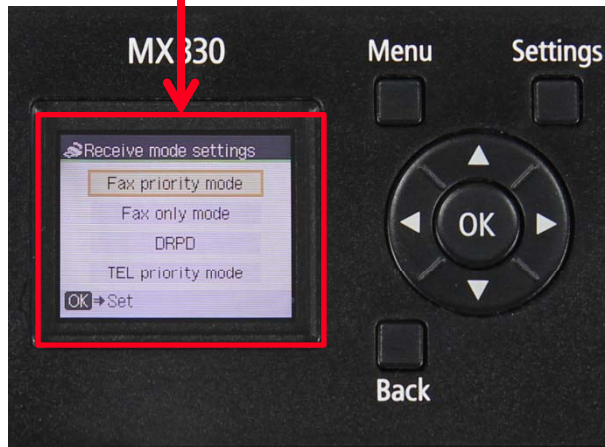 MX330
Menu
Settings
Receive mode settings
Fax priority mode
Fax only mode
DRPD
TEL priority mode
OK➔Set
OK
Back